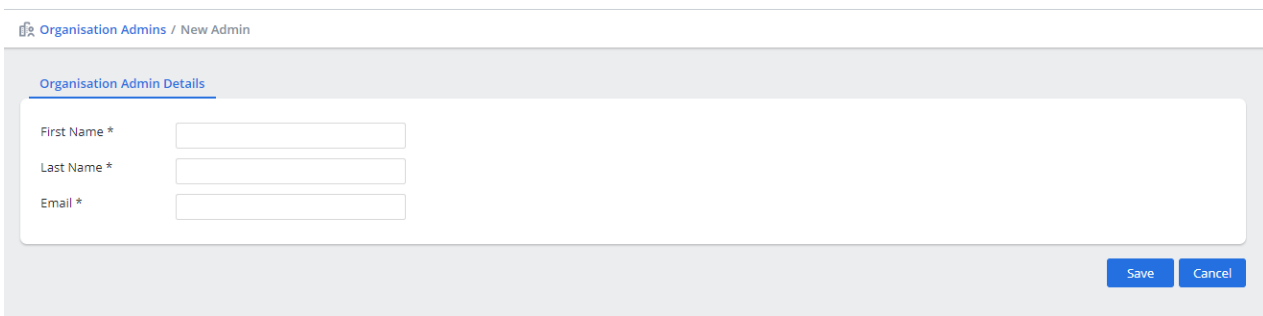 Organisation Admins / New Admin
Organisation Admin Details
First Name *
Last Name *
Email *
Save Cancel